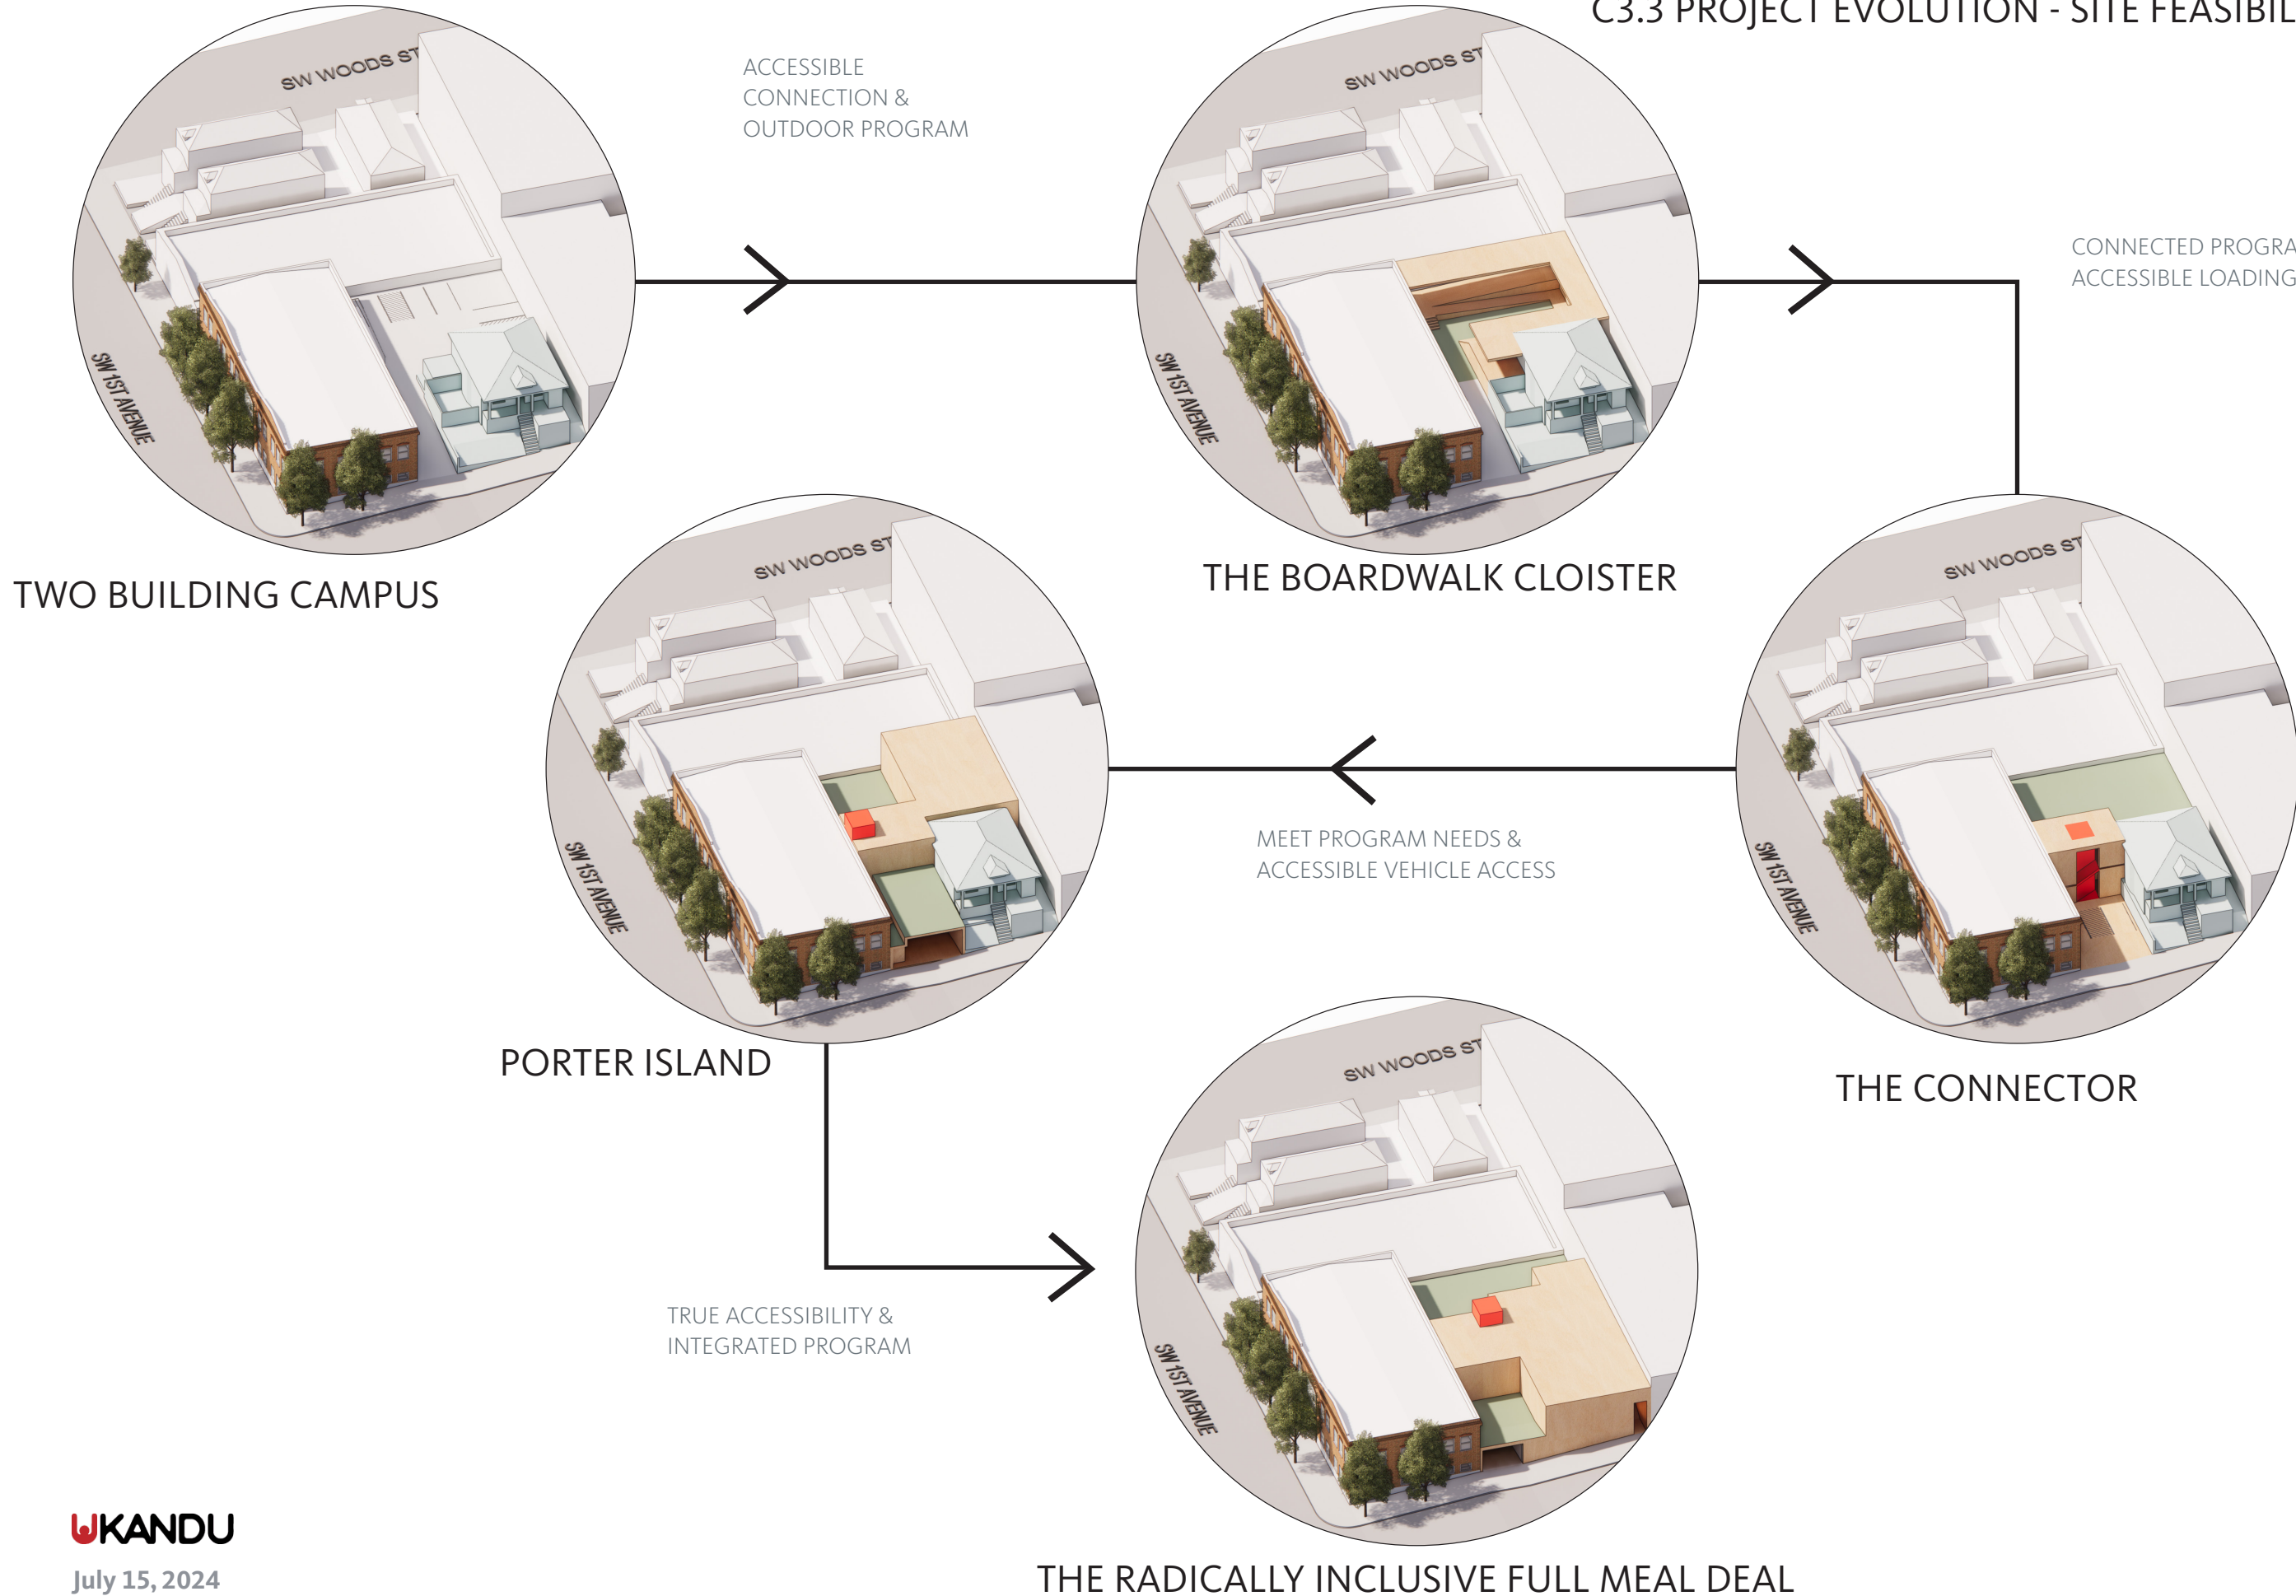 C3.3 PROJECT EVOLUTION - SITE FEASIBIL
SW WOODS ST
SW 1ST AVENUE
TWO BUILDING CAMPUS
ACCESSIBLE
CONNECTION &
OUTDOOR PROGRAM
SW WOODS ST
SW 1ST AVENUE
THE BOARDWALK CLOISTER
CONNECTED PROGRA
ACCESSIBLE LOADING
SW WOODS ST
SW 1ST AVENUE
THE CONNECTOR
MEET PROGRAM NEEDS &
ACCESSIBLE VEHICLE ACCESS
SW WOODS ST
SW 1ST AVENUE
PORTER ISLAND
TRUE ACCESSIBILITY &
INTEGRATED PROGRAM
SW WOODS ST
SW 1ST AVENUE
THE RADICALLY INCLUSIVE FULL MEAL DEAL
UKANDU
July 15, 2024